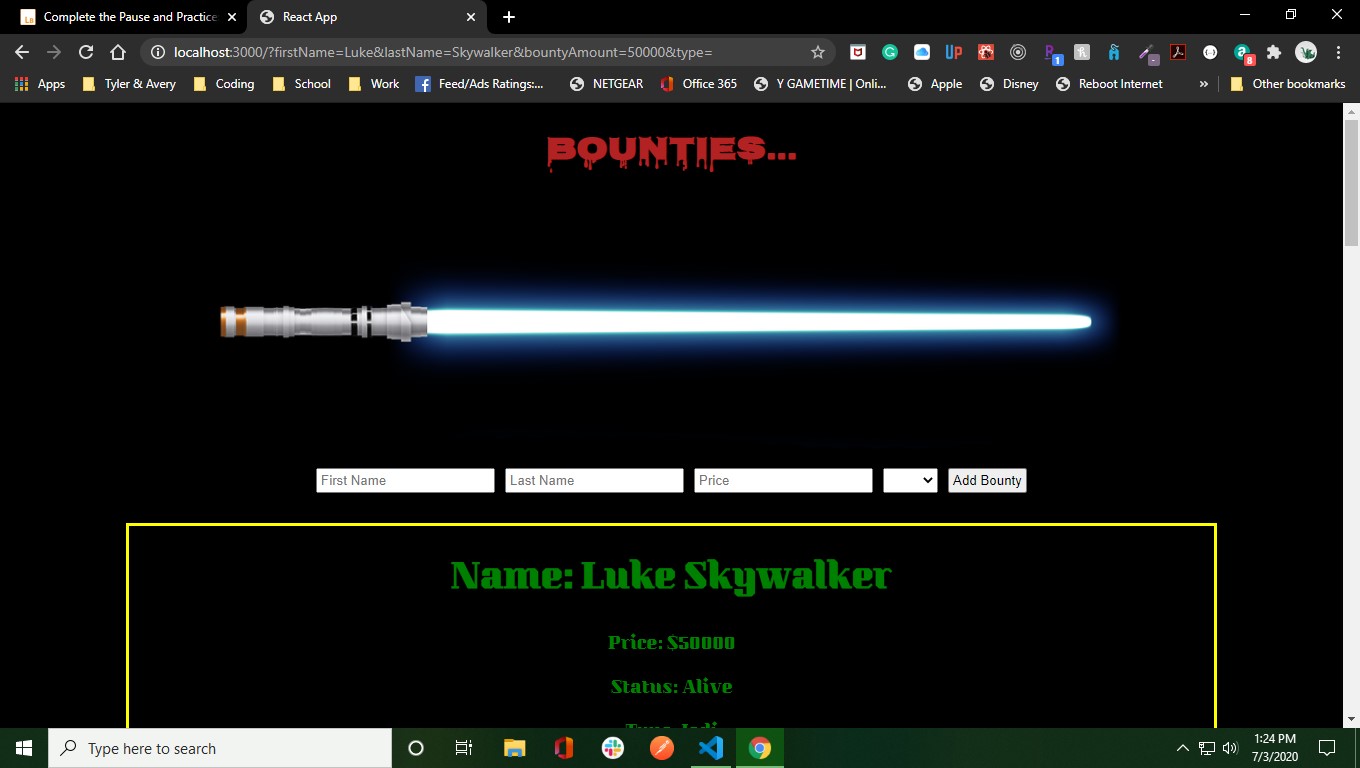 Complete the Pause and Practice
React App
localhost:3000/?firstName=Luke&lastName=Skywalker&bountyAmount=50000&type=
Apps
Tyler & Avery
Coding
School
Work
Feed/Ads Ratings:...
NETGEAR
Office 365
Y GAMETIME | Onli...
Apple
Disney
Reboot Internet
»
Other bookmarks
BOUNTIES...
First Name
Last Name
Price
Add Bounty
Name: Luke Skywalker
Price: $50000
Status: Alive
Type: Jedi
Type here to search
1:24 PM
7/3/2020